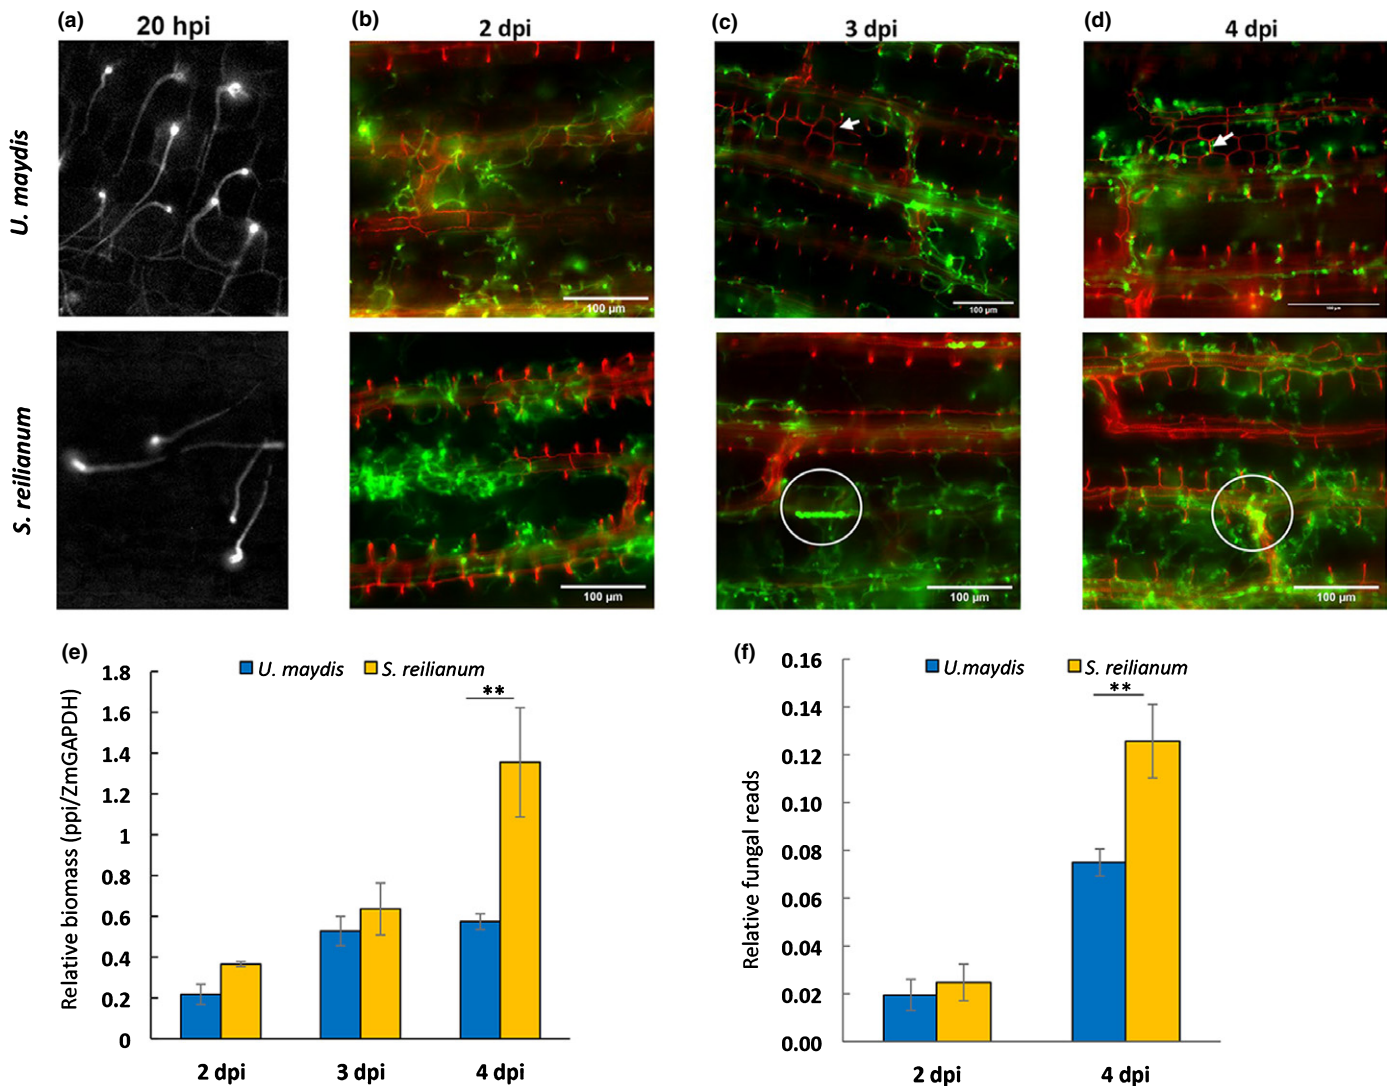 (a) 20 hpi
(b) 2 dpi
(c) 3 dpi
(d) 4 dpi
U. maydis
100 µm
100 µm
100 µm
S. reilianum
100 µm
100 µm
100 µm
(e)
U. maydis S. reilianum
**
Relative biomass (ppi/ZmGAPDH)
1.8
1.6
1.4
1.2
1
0.8
0.6
0.4
0.2
0
2 dpi 3 dpi 4 dpi
(f)
U.maydis S. reilianum
**
Relative fungal reads
0.16
0.14
0.12
0.10
0.08
0.06
0.04
0.02
0.00
2 dpi 4 dpi